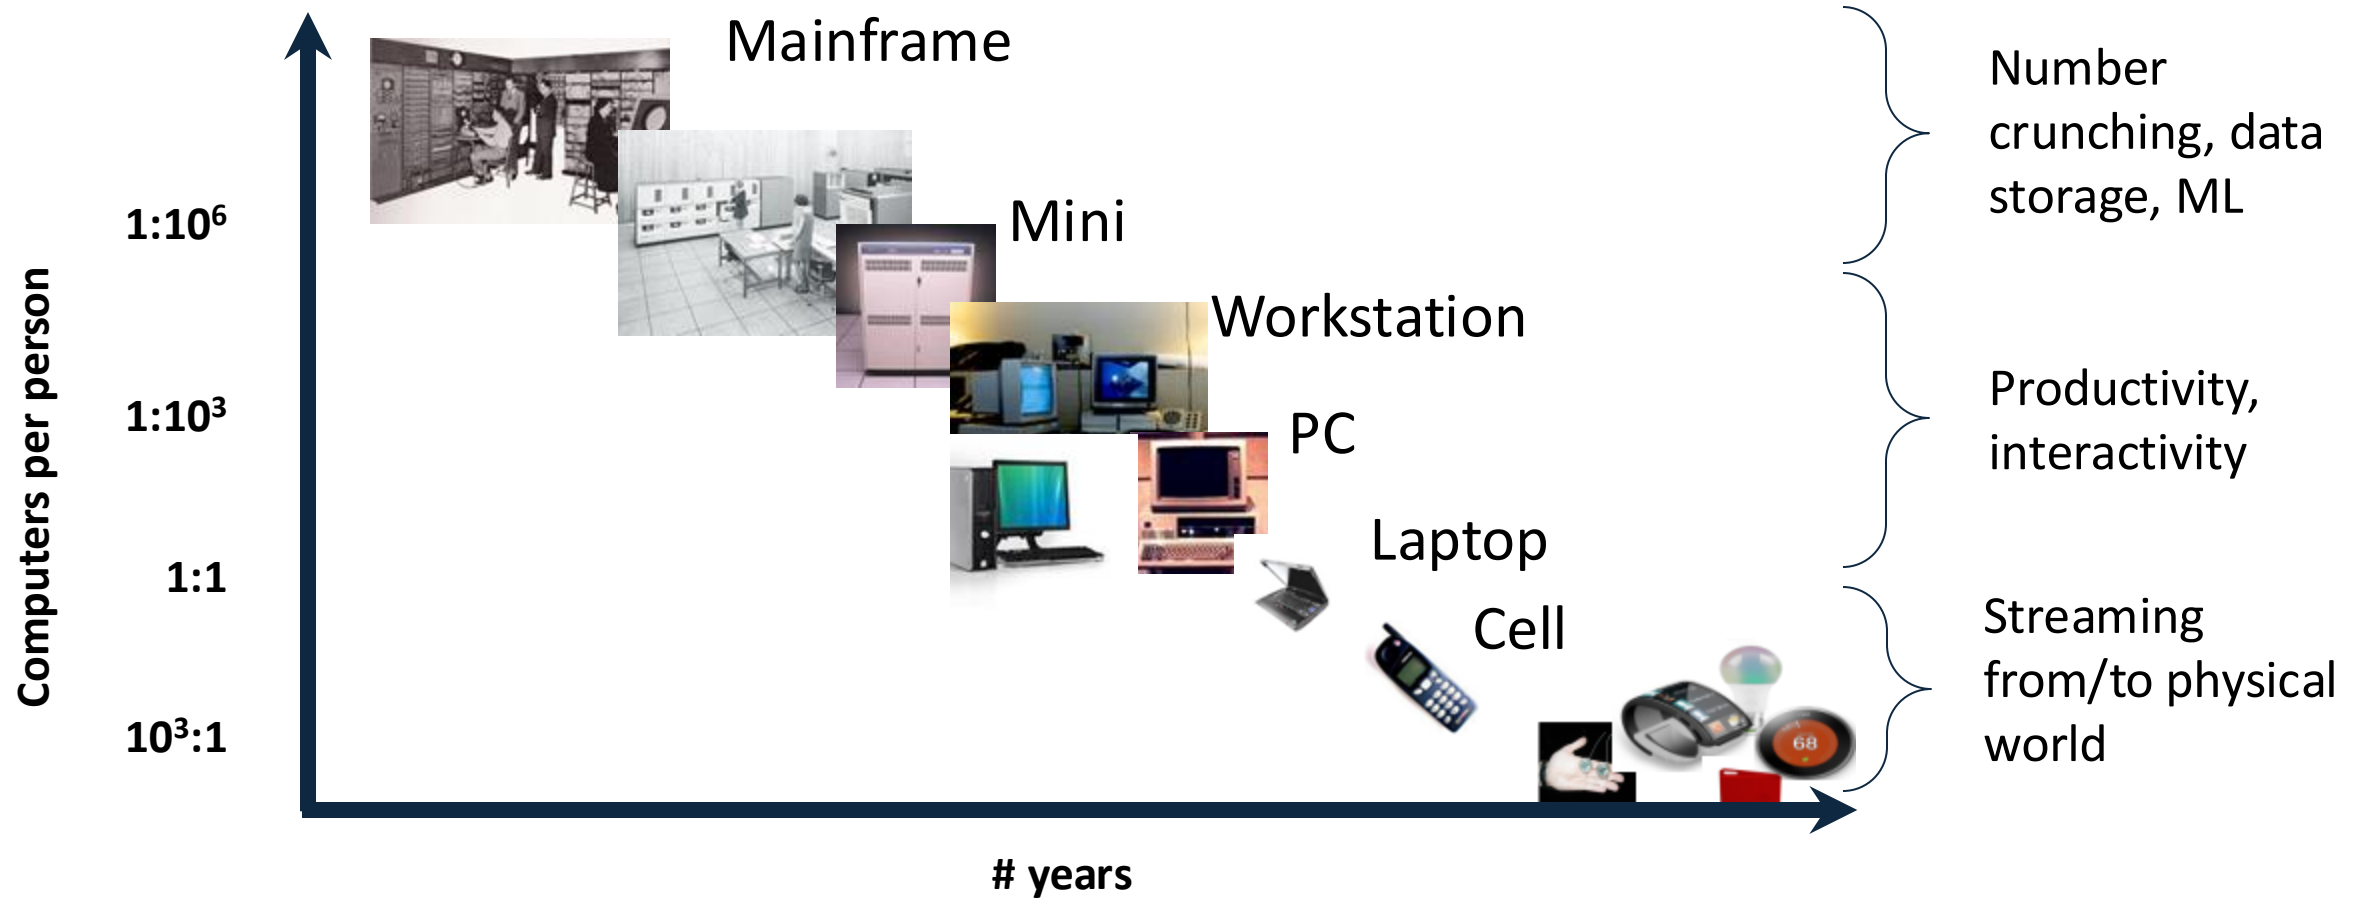 Mainframe
Number
crunching, data
storage, ML
1:10⁶
Mini
Workstation
Computers per person
1:10³
PC
Productivity,
interactivity
Laptop
1:1
Cell
Streaming
from/to physical
world
10³:1
68
# years